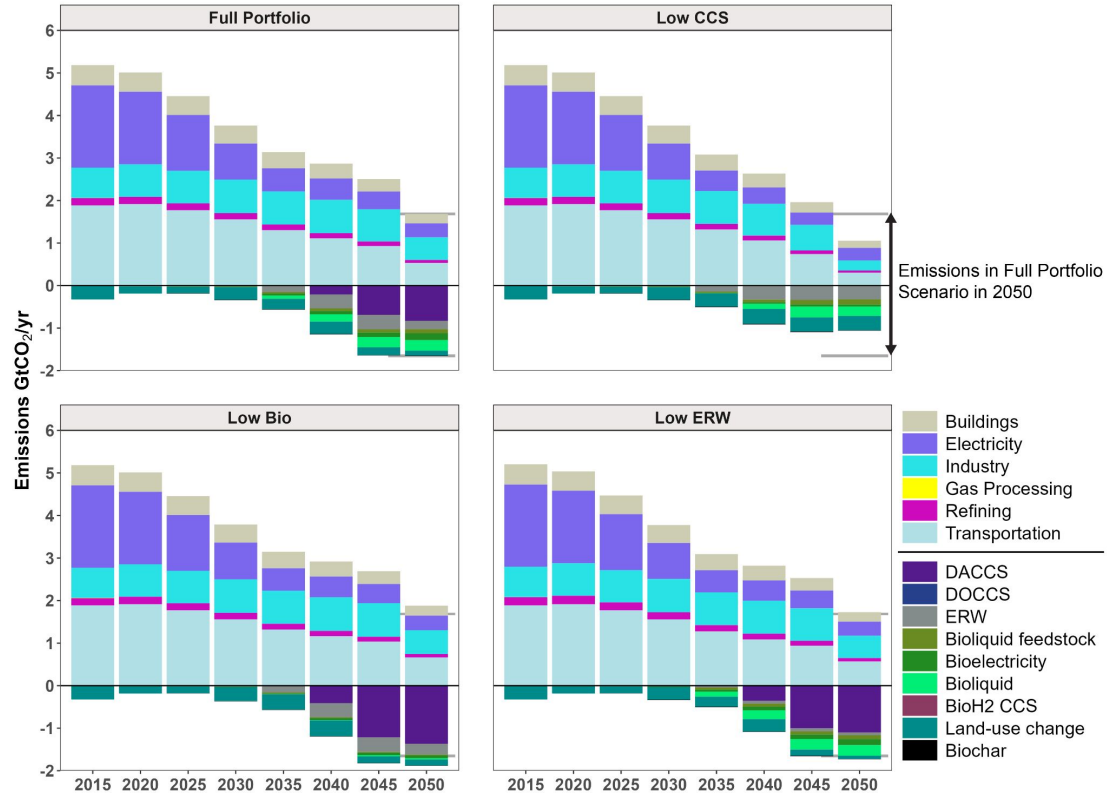 Full Portfolio
Low CCS
6
5
4
3
2
1
0
-1
-2
Emissions in Full Portfolio
Scenario in 2050
Emissions GtCO₂/yr
Low Bio
Low ERW
6
5
4
3
2
1
0
-1
-2
2015 2020 2025 2030 2035 2040 2045 2050
2015 2020 2025 2030 2035 2040 2045 2050
Buildings
Electricity
Industry
Gas Processing
Refining
Transportation
DACCS
DOCCS
ERW
Bioliquid feedstock
Bioelectricity
Bioliquid
BioH2 CCS
Land-use change
Biochar